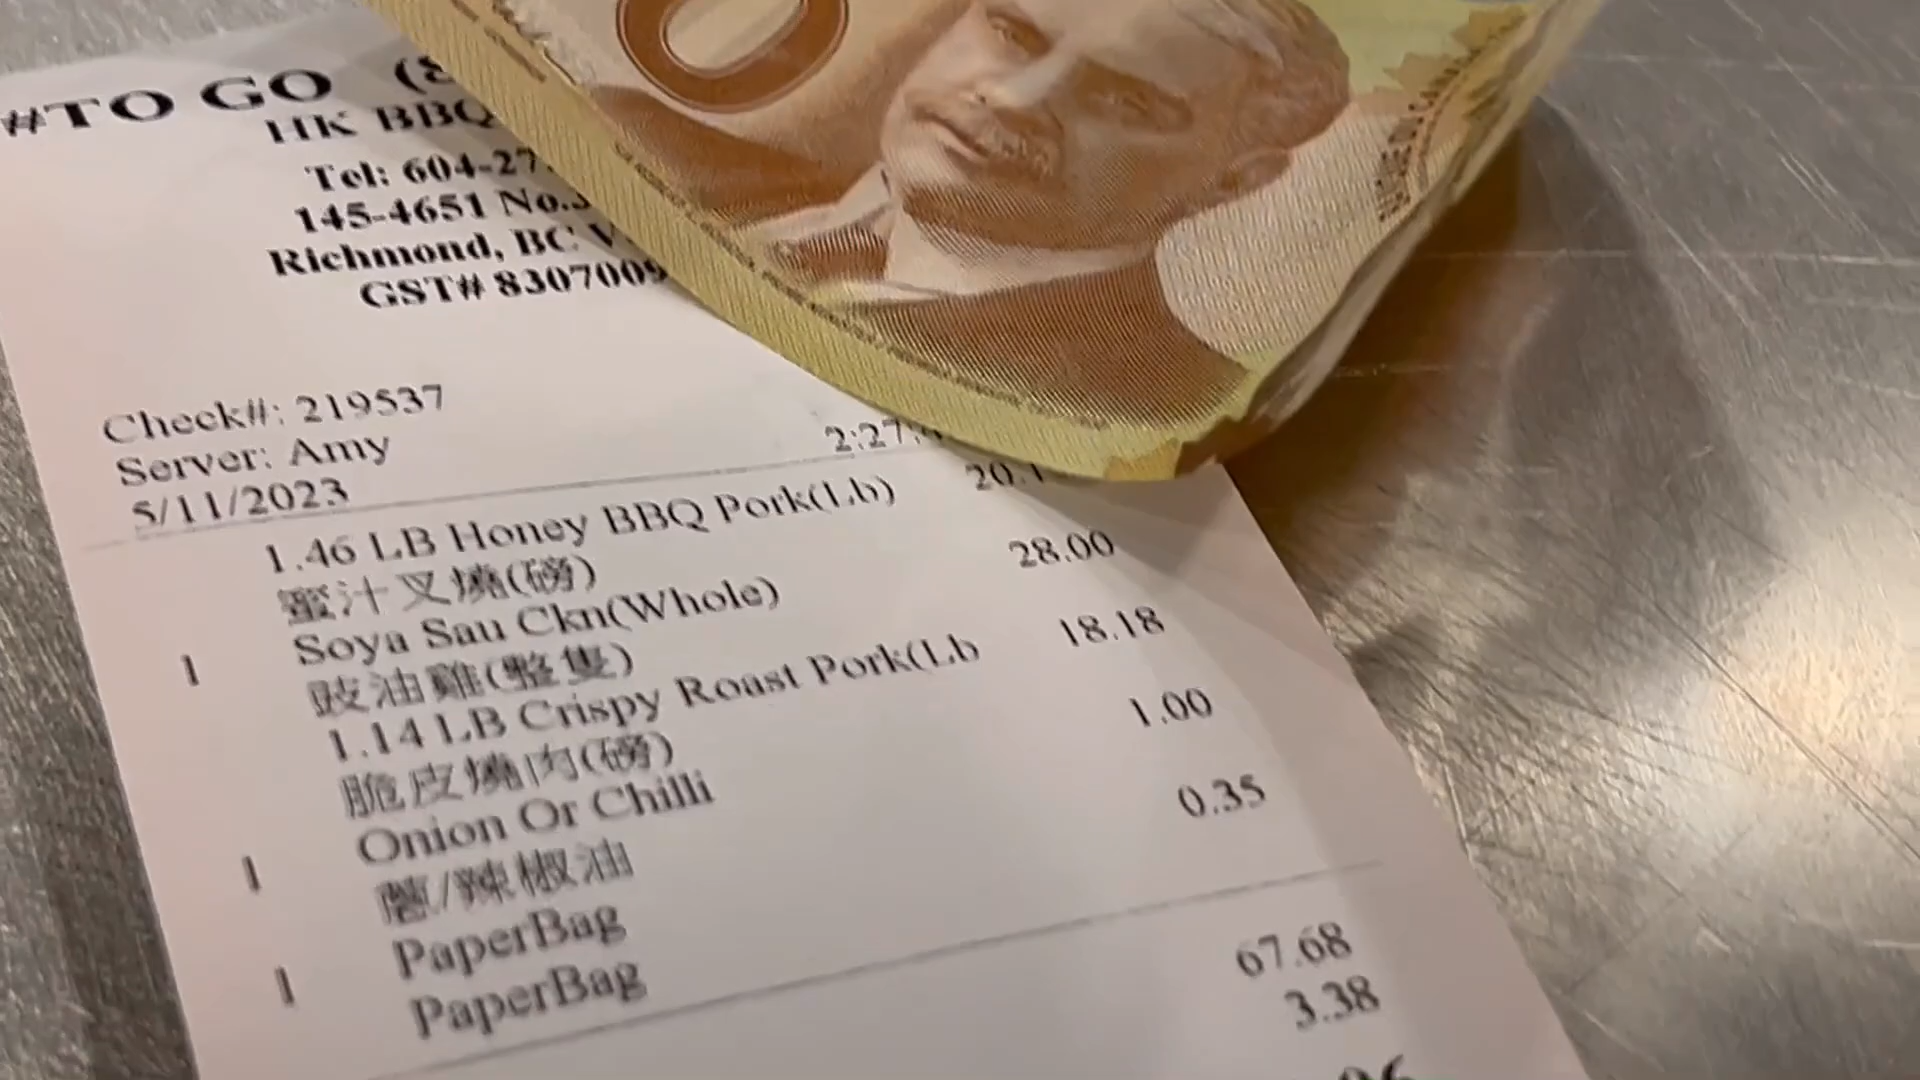 #TO GO (8
HK BBQ
Tel: 604-27
145-4651 No.3
Richmond, BC V
GST# 8307009
Check#: 219537
Server: Amy
5/11/2023 2:27:
1.46 LB Honey BBQ Pork(Lb) 20.1
蜜汁叉燒(磅)
1 Soya Sau Ckn(Whole) 28.00
豉油雞(整隻)
1.14 LB Crispy Roast Pork(Lb 18.18
脆皮燒肉(磅)
1 Onion Or Chilli 1.00
/辣椒油
1 PaperBag 0.35
PaperBag
67.68
3.38
0